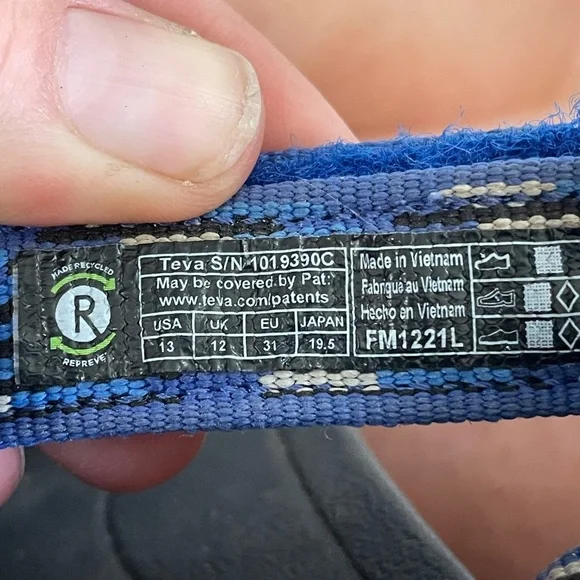 MADE RECYCLED
R
REPREVE
Teva S/N 1019390C
May be covered by Pat:
www.teva.com/patents
USA UK EU JAPAN
13 12 31 19.5
Made in Vietnam
Fabriqué au Vietnam
Hecho en Vietnam
FM1221L